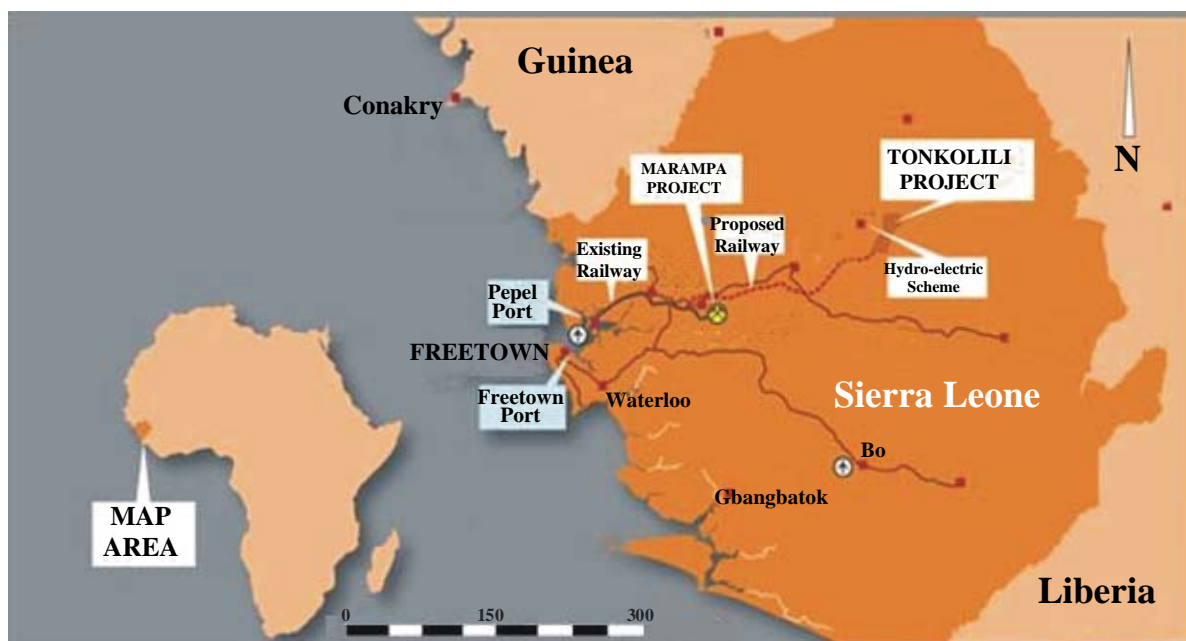 Guinea
Conakry
N
MARAMPA
PROJECT
TONKOLILI
PROJECT
Proposed
Railway
Existing
Railway
Hydro-electric
Scheme
Pepel
Port
FREETOWN
Freetown
Port
Waterloo
Sierra Leone
Bo
Gbangbatok
MAP
AREA
Liberia
0 150 300